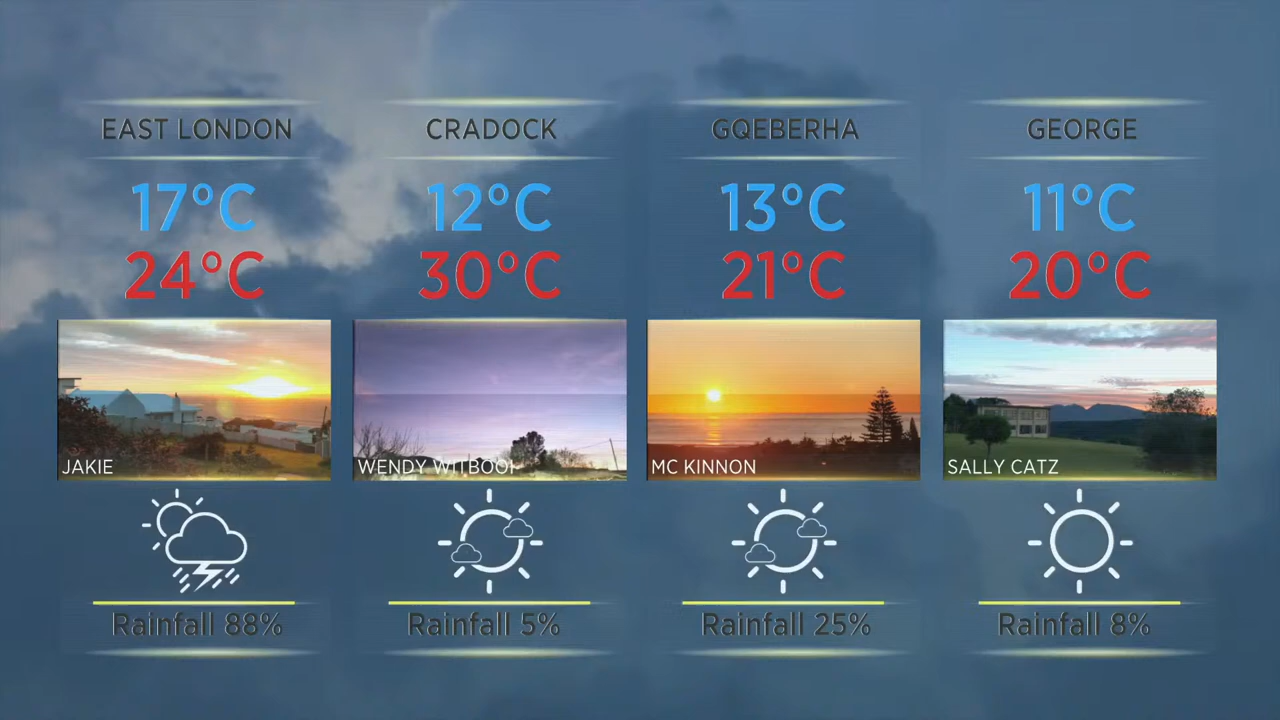 EAST LONDON
17°C
24°C
JAKIE
Rainfall 88%
CRADOCK
12°C
30°C
WENDY WITBOOI
Rainfall 5%
GQEBERHA
13°C
21°C
MC KINNON
Rainfall 25%
GEORGE
11°C
20°C
SALLY CATZ
Rainfall 8%